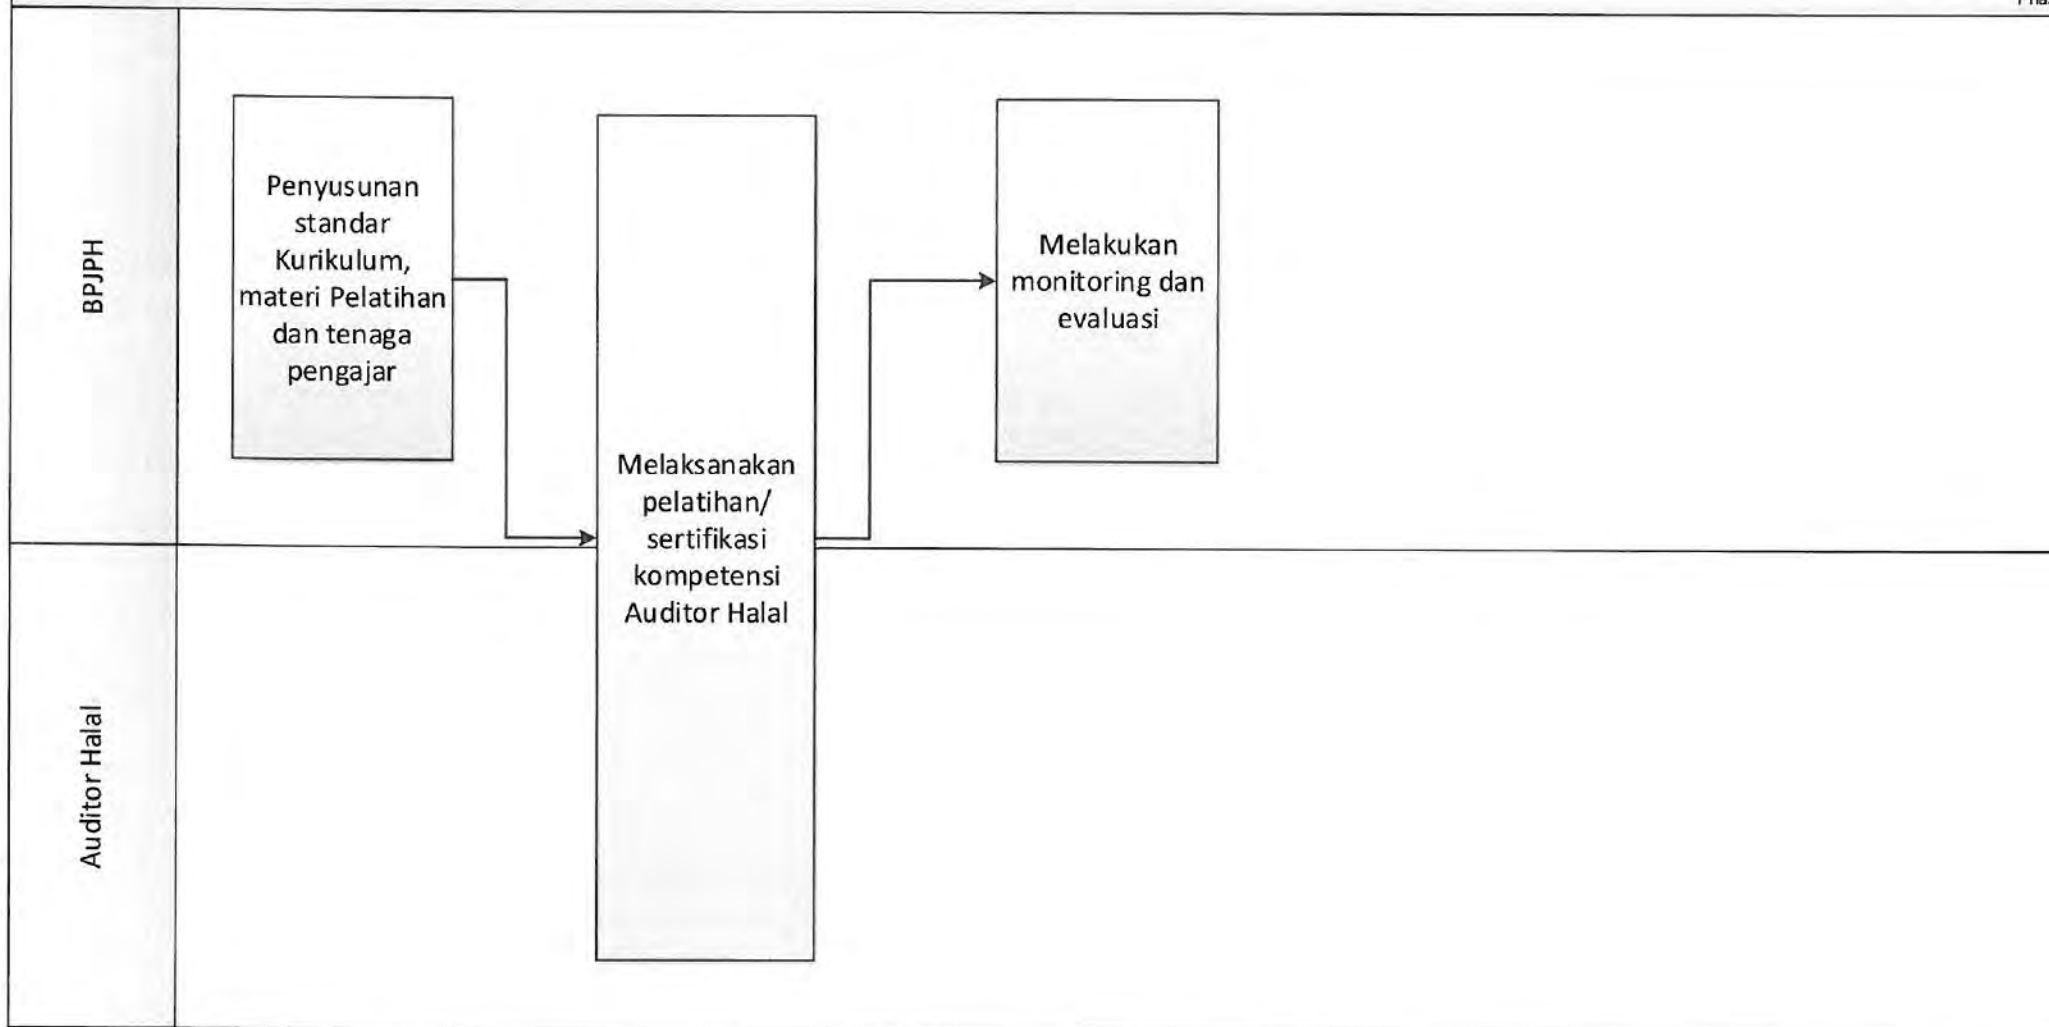 BPJPH
Penyusunan
standar
Kurikulum,
materi Pelatihan
dan tenaga
pengajar
Melaksanakan
pelatihan/
sertifikasi
kompetensi
Auditor Halal
Melakukan
monitoring dan
evaluasi
Auditor Halal